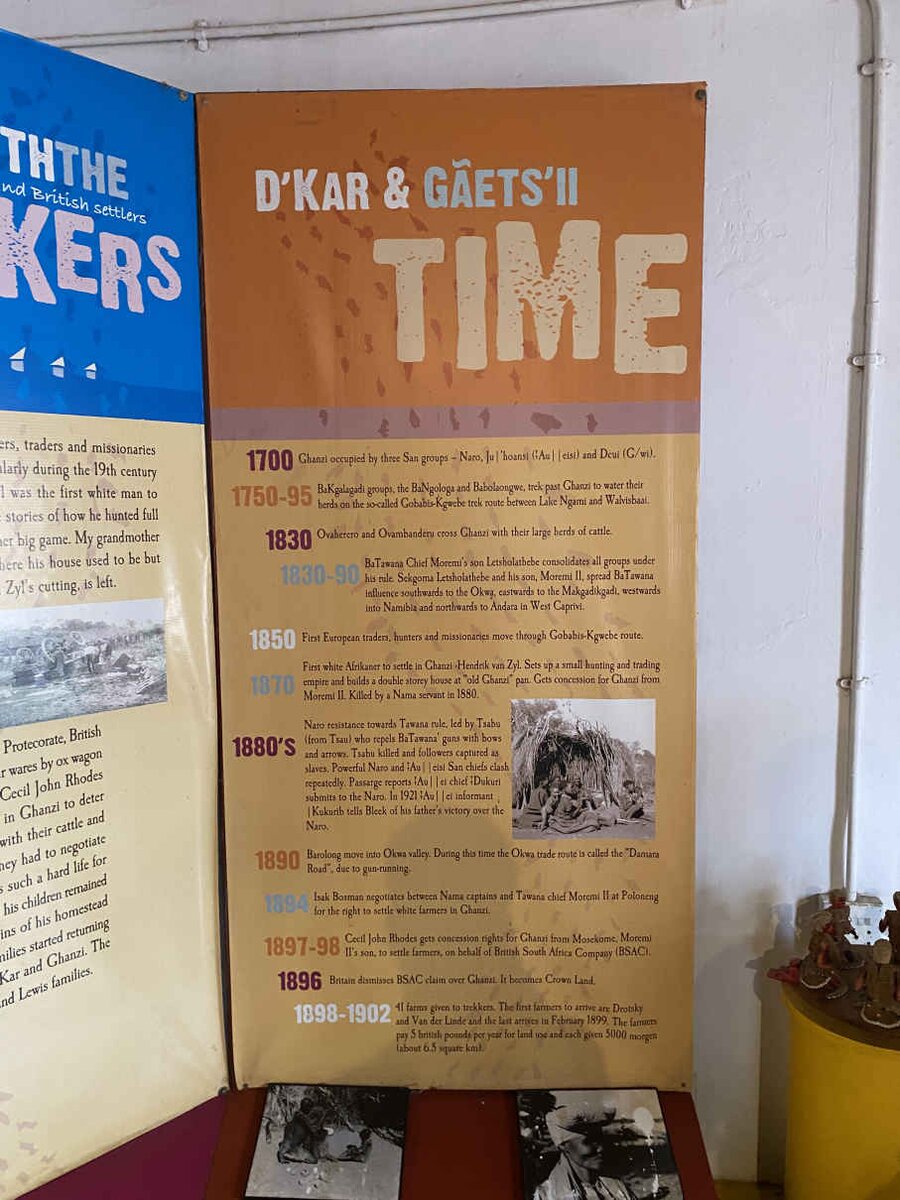 THTHE
nd British settlers
KERS
ers, traders and missionaries
larly during the 19th century
l was the first white man to
stories of how he hunted full
her big game. My grandmother
here his house used to be but
Zyl's cutting, is left.
Protecorate, British
r wares by ox wagon
Cecil John Rhodes
in Ghanzi to deter
with their cattle and
hey had to negotiate
s such a hard life for
his children remained
ins of his homestead
milies started returning
Kar and Ghanzi. The
nd Lewis families.
D'KAR & GÃETS'II
TIME
1700 Ghanzi occupied by three San groups – Naro, Ju|'hoansi (ǂAu||eisi) and Dcui (G/wi).
1750-95 BaKgalagadi groups, the BaNgologa and Babolaongwe, trek past Ghanzi to water their
herds on the so-called Gobabis-Kgwebe trek route between Lake Ngami and Walvisbaai.
1830 Ovaherero and Ovambanderu cross Ghanzi with their large herds of cattle.
1830-90 BaTawana Chief Moremi's son Letsholathebe consolidates all groups under
his rule. Sekgoma Letsholathebe and his son, Moremi II, spread BaTawana
influence southwards to the Okwa, eastwards to the Makgadikgadi, westwards
into Namibia and northwards to Andara in West Caprivi.
1850 First European traders, hunters and missionaries move through Gobabis-Kgwebe route.
1870 First white Afrikaner to settle in Ghanzi -Hendrik van Zyl. Sets up a small hunting and trading
empire and builds a double storey house at "old Ghanzi" pan. Gets concession for Ghanzi from
Moremi II. Killed by a Nama servant in 1880.
1880'S Naro resistance towards Tawana rule, led by Tsabu
(from Tsau) who repels BaTawana' guns with bows
and arrows. Tsabu killed and followers captured as
slaves. Powerful Naro and ǂAu||eisi San chiefs clash
repeatedly. Passarge reports ǂAu||ei chief ǂDukuri
submits to the Naro. In 1921 ǂAu||ei informant
|Kukurib tells Bleek of his father's victory over the
Naro.
1890 Barolong move into Okwa valley. During this time the Okwa trade route is called the "Damara
Road", due to gun-running.
1894 Isak Bosman negotiates between Nama captains and Tawana chief Moremi II at Poloneng
for the right to settle white farmers in Ghanzi.
1897-98 Cecil John Rhodes gets concession rights for Ghanzi from Mosekome, Moremi
II's son, to settle farmers, on behalf of British South Africa Company (BSAC).
1896 Britain dismisses BSAC claim over Ghanzi. It becomes Crown Land.
1898-1902 41 farms given to trekkers. The first farmers to arrive are Drotsky
and Van der Linde and the last arrives in February 1899. The farmers
pay 5 british pounds per year for land use and each given 5000 morgen
(about 6.5 square km).